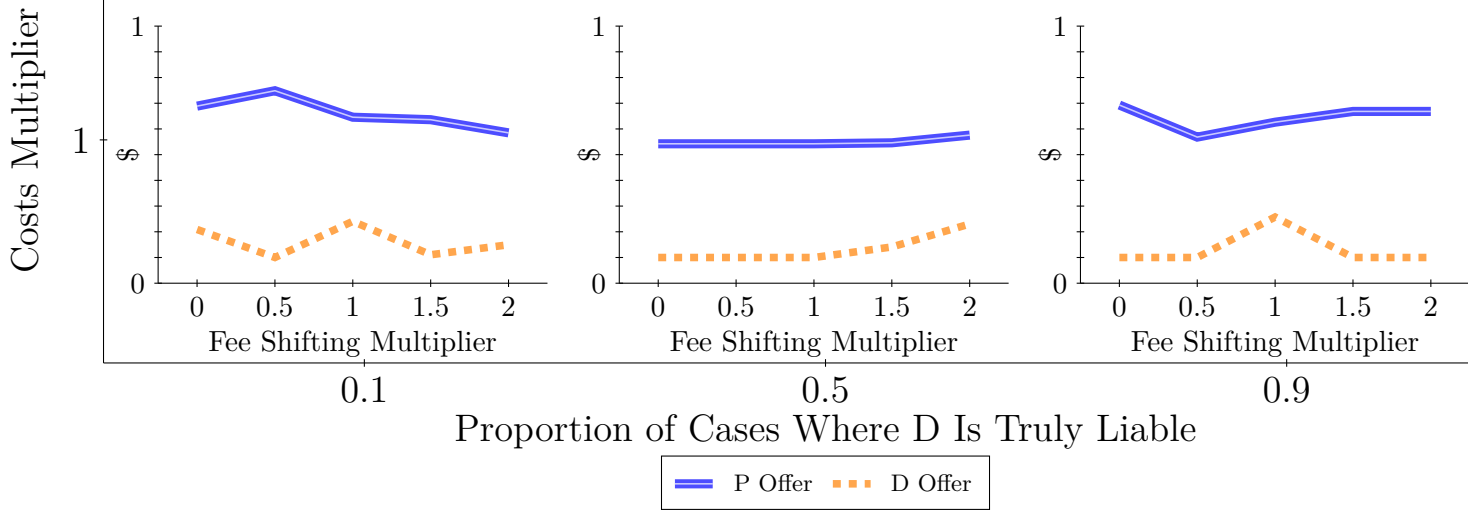 Costs Multiplier
1
1
$
0
0 0.5 1 1.5 2
Fee Shifting Multiplier
1
$
0
0 0.5 1 1.5 2
Fee Shifting Multiplier
1
$
0
0 0.5 1 1.5 2
Fee Shifting Multiplier
0.1 0.5 0.9
Proportion of Cases Where D Is Truly Liable
P Offer D Offer